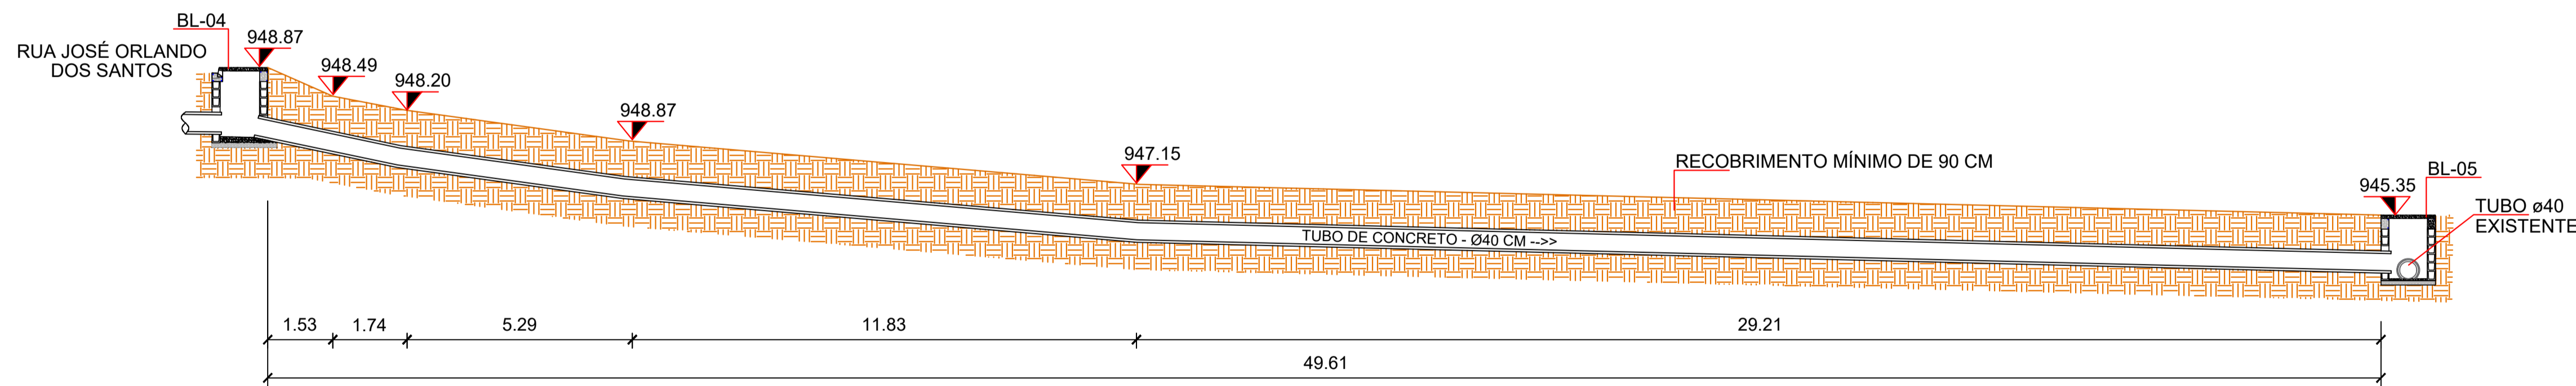 BL-04
RUA JOSÉ ORLANDO
DOS SANTOS
948.87
948.49
948.20
948.87
947.15
RECOBRIMENTO MÍNIMO DE 90 CM
945.35
BL-05
TUBO ø40
EXISTENTE
TUBO DE CONCRETO - Ø40 CM -->>
1.53
1.74
5.29
11.83
29.21
49.61